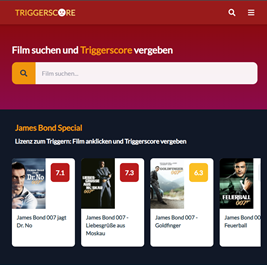 TRIGGERSCORE
Film suchen und Triggerscore vergeben
Film suchen...
James Bond Special
Lizenz zum Triggern: Film anklicken und Triggerscore vergeben
7.1
7.3
6.3
Dr. No
007
GOLDFINGER
FEUERBALL
James Bond 007 jagt
Dr. No
James Bond 007 -
Liebesgrüße aus
Moskau
James Bond 007 -
Goldfinger
James Bond 007 -
Feuerball